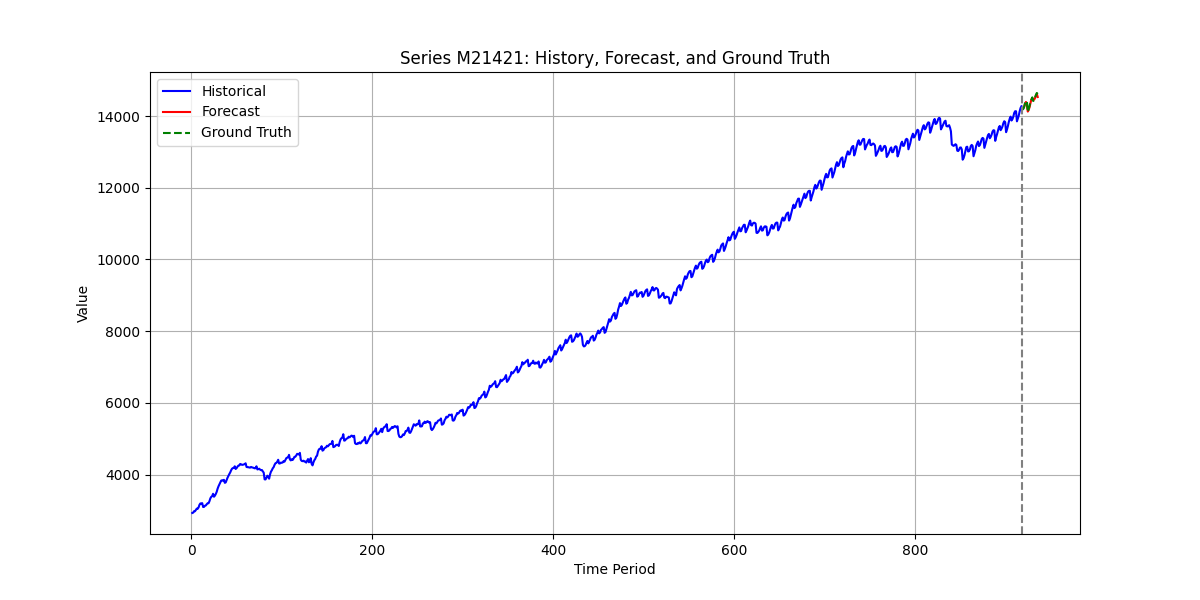 Series M21421: History, Forecast, and Ground Truth
Historical
Forecast
Ground Truth
14000
12000
10000
8000
6000
4000
Value
0 200 400 600 800
Time Period